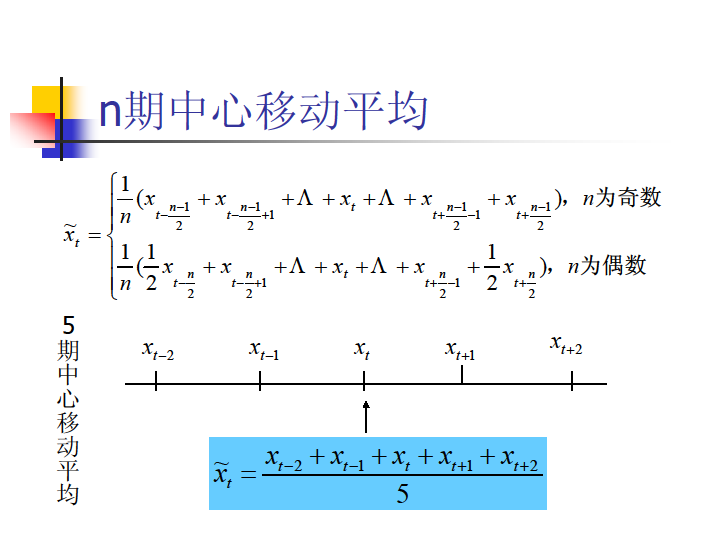 n期中心移动平均
x̃_t = { 1/n (x_{t-(n-1)/2} + x_{t-(n-1)/2+1} + Λ + x_t + Λ + x_{t+(n-1)/2-1} + x_{t+(n-1)/2}), n为奇数
1/n (1/2 x_{t-n/2} + x_{t-n/2+1} + Λ + x_t + Λ + x_{t+n/2-1} + 1/2 x_{t+n/2}), n为偶数
5期中心移动平均
x_{t-2} x_{t-1} x_t x_{t+1} x_{t+2}
x̃_t = (x_{t-2} + x_{t-1} + x_t + x_{t+1} + x_{t+2}) / 5